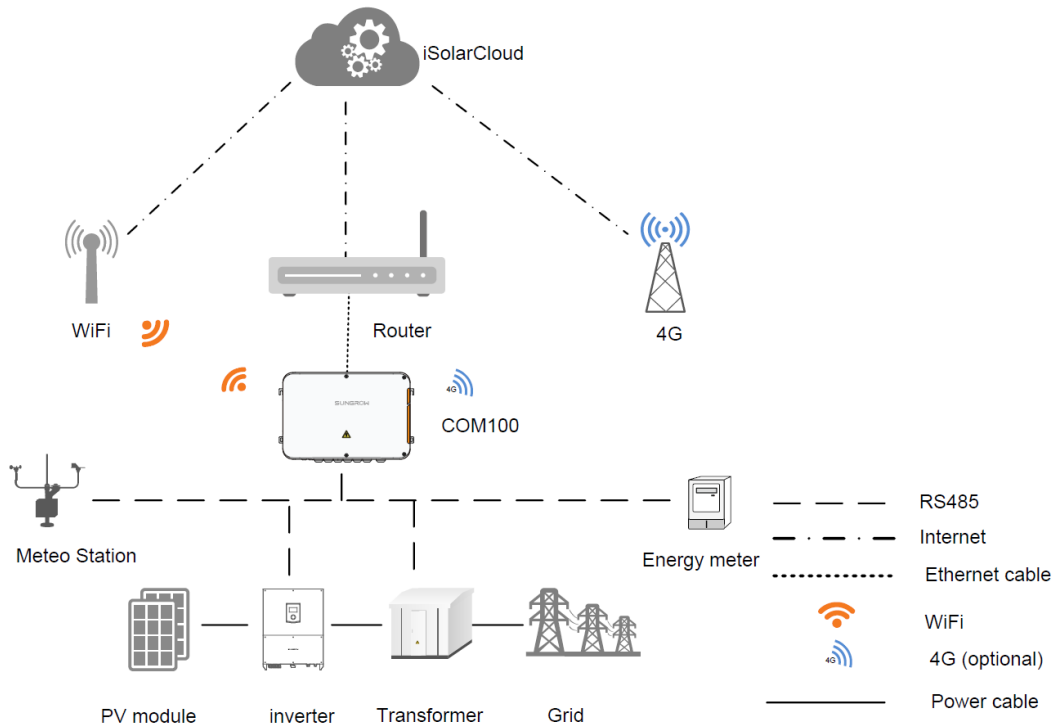 iSolarCloud
WiFi
Router
4G
4G
SUNGROW
COM100
Meteo Station
Energy meter
RS485
Internet
Ethernet cable
WiFi
4G
4G (optional)
Power cable
PV module
inverter
Transformer
Grid